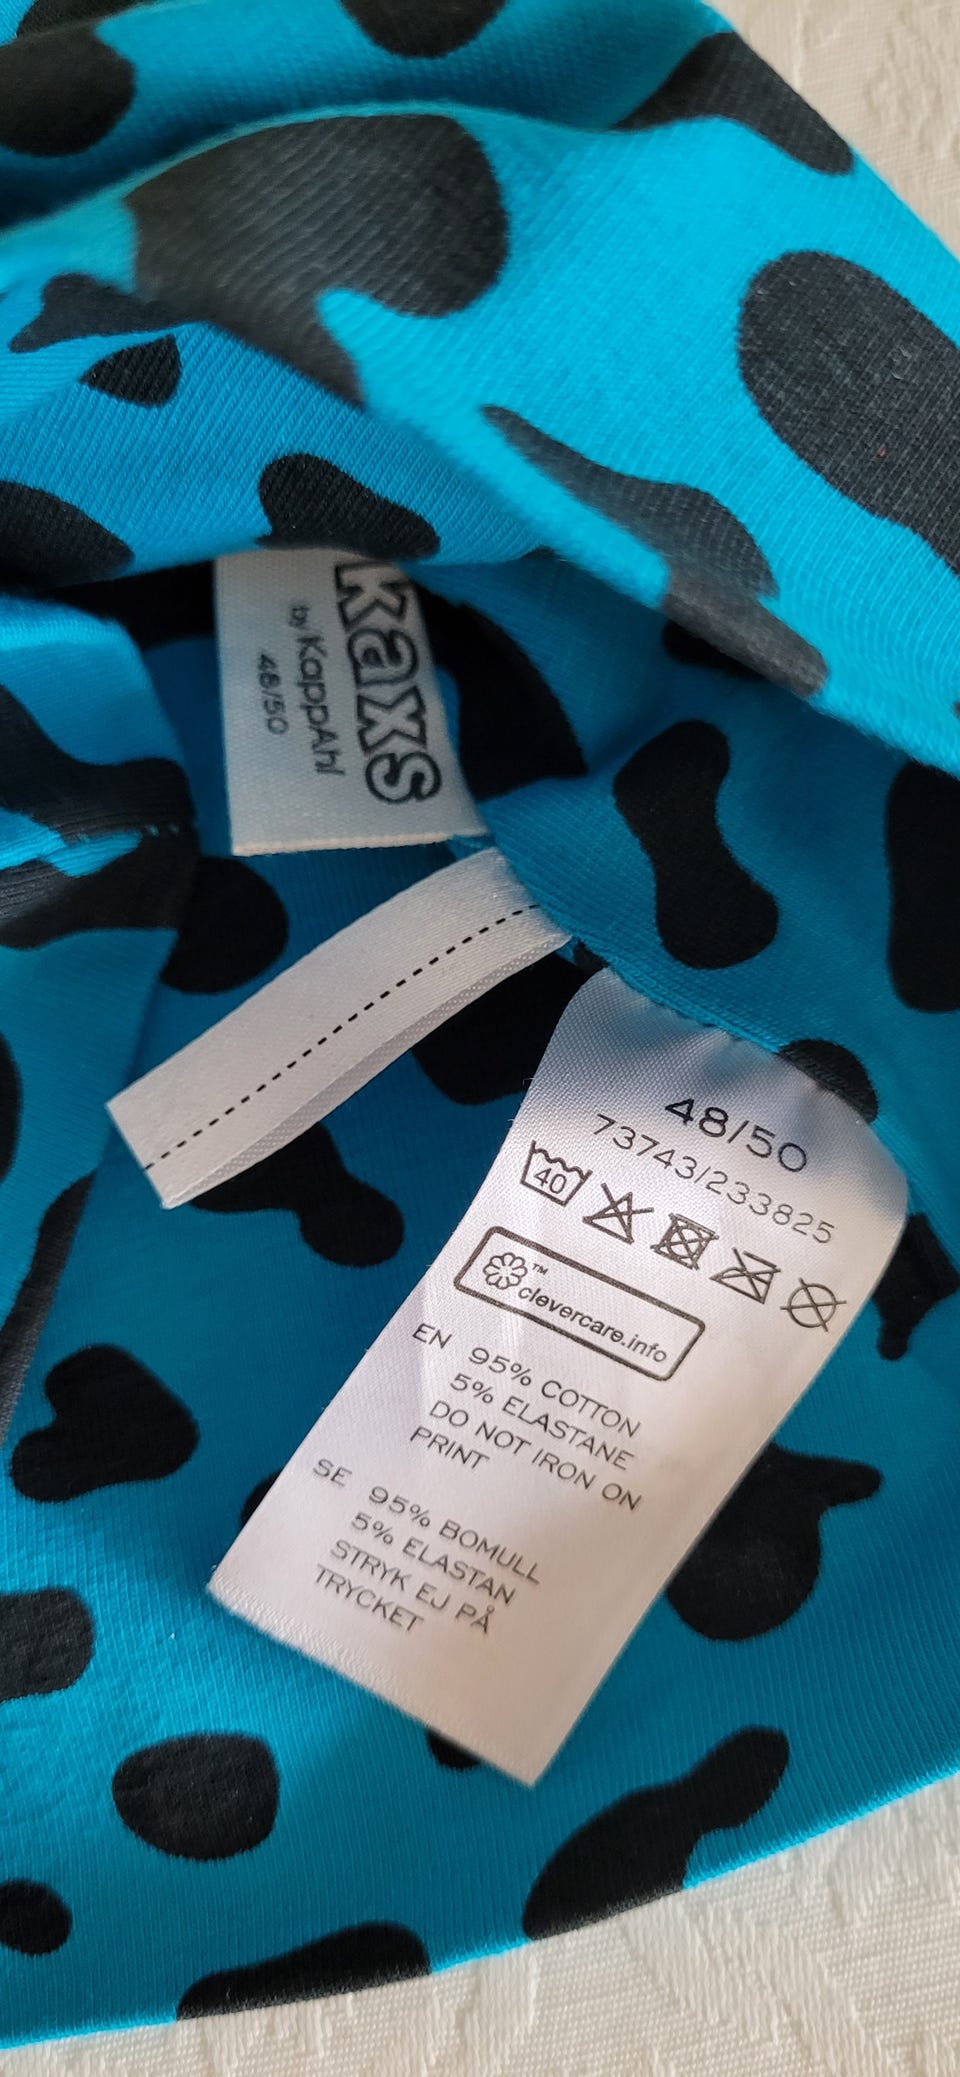 kaxs
by KappAhl
48/50
48/50
73743/233825
40
™
clevercare.info
EN 95% COTTON
5% ELASTANE
DO NOT IRON ON
PRINT
SE 95% BOMULL
5% ELASTAN
STRYK EJ PÅ
TRYCKET